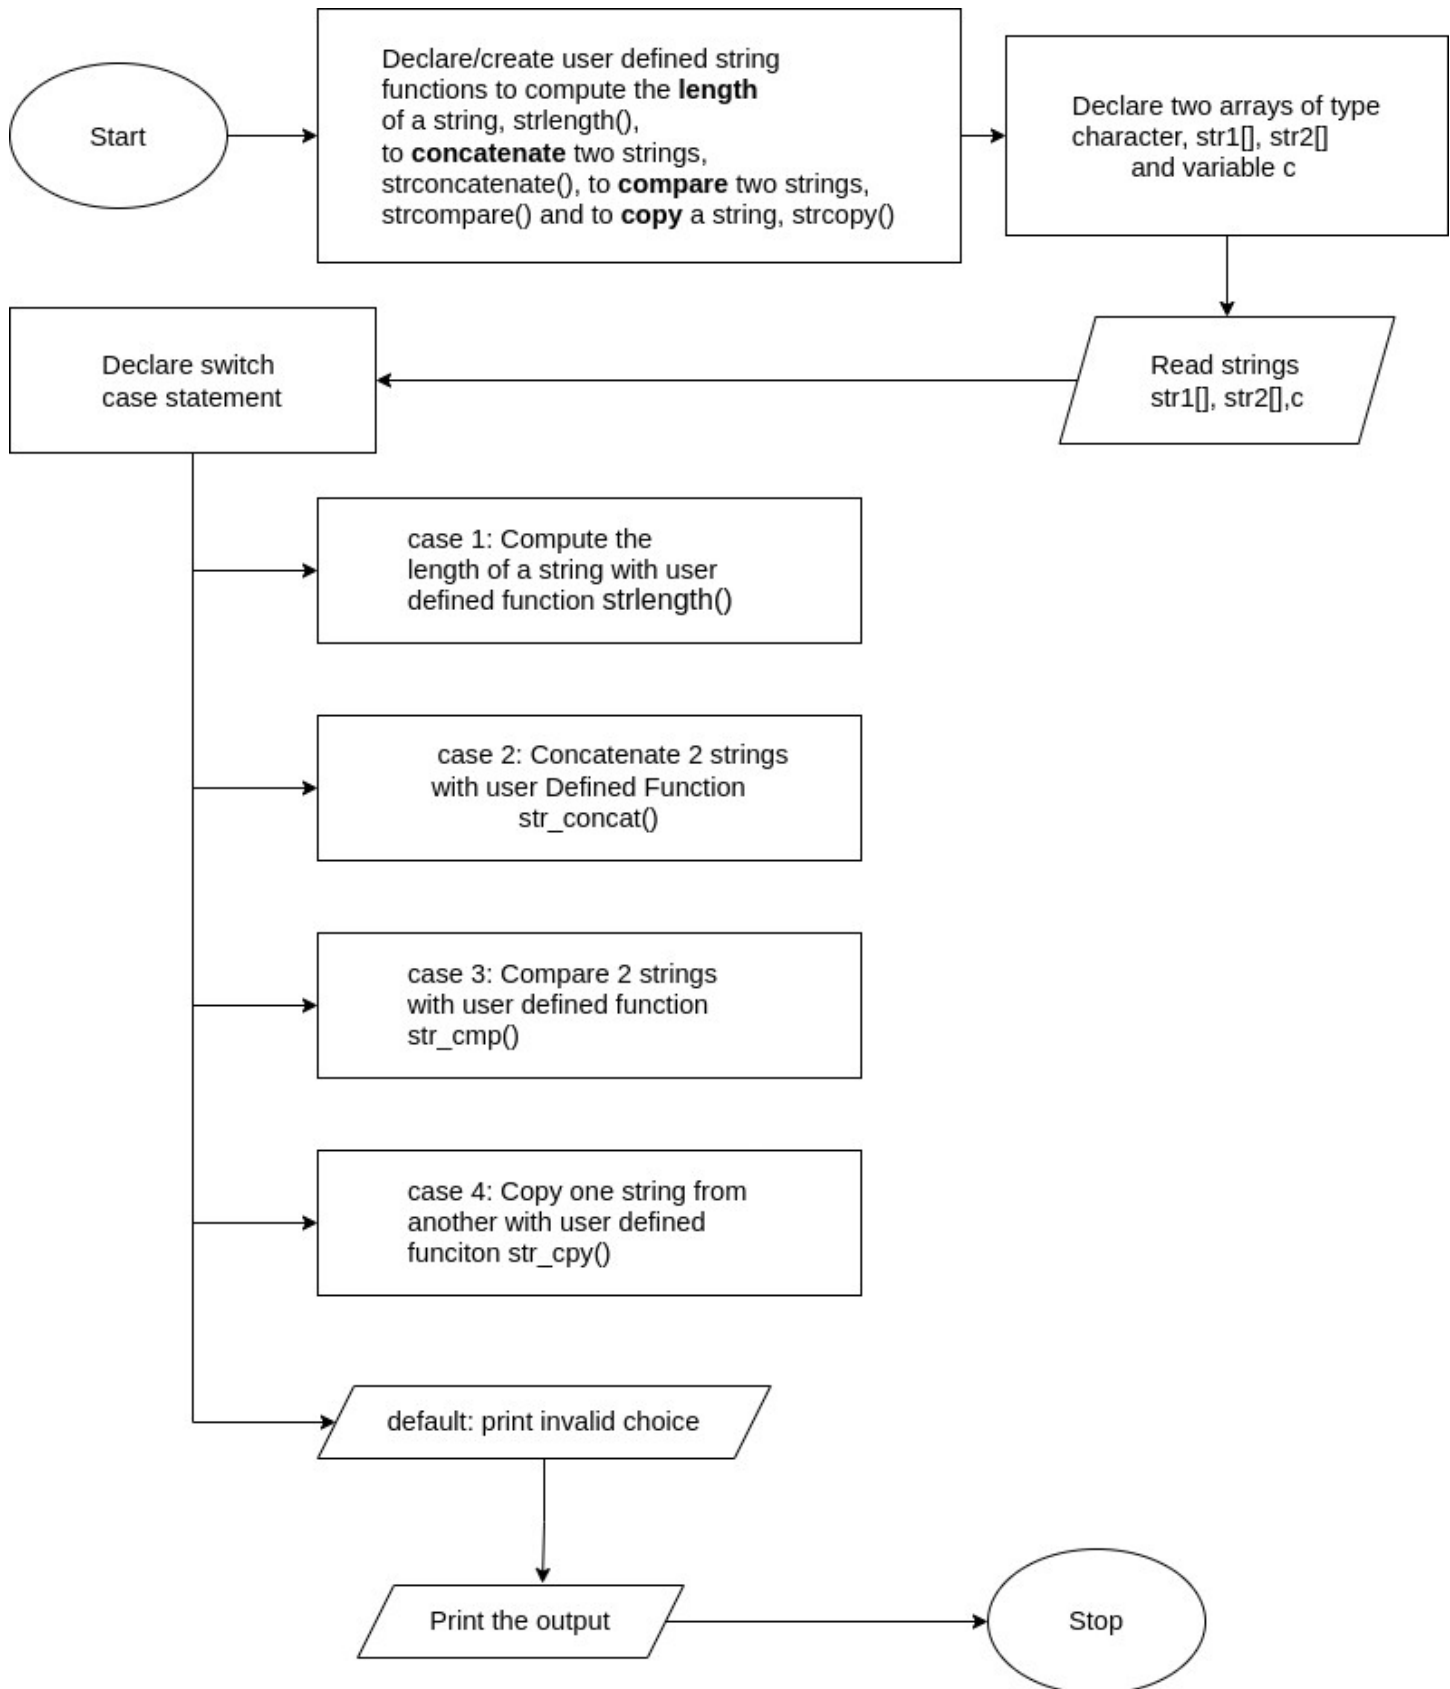 Start
Declare/create user defined string
functions to compute the length
of a string, strlength(),
to concatenate two strings,
strconcatenate(), to compare two strings,
strcompare() and to copy a string, strcopy()
Declare two arrays of type
character, str1[], str2[]
and variable c
Read strings
str1[], str2[],c
Declare switch
case statement
case 1: Compute the
length of a string with user
defined function strlength()
case 2: Concatenate 2 strings
with user Defined Function
str_concat()
case 3: Compare 2 strings
with user defined function
str_cmp()
case 4: Copy one string from
another with user defined
funciton str_cpy()
default: print invalid choice
Print the output
Stop